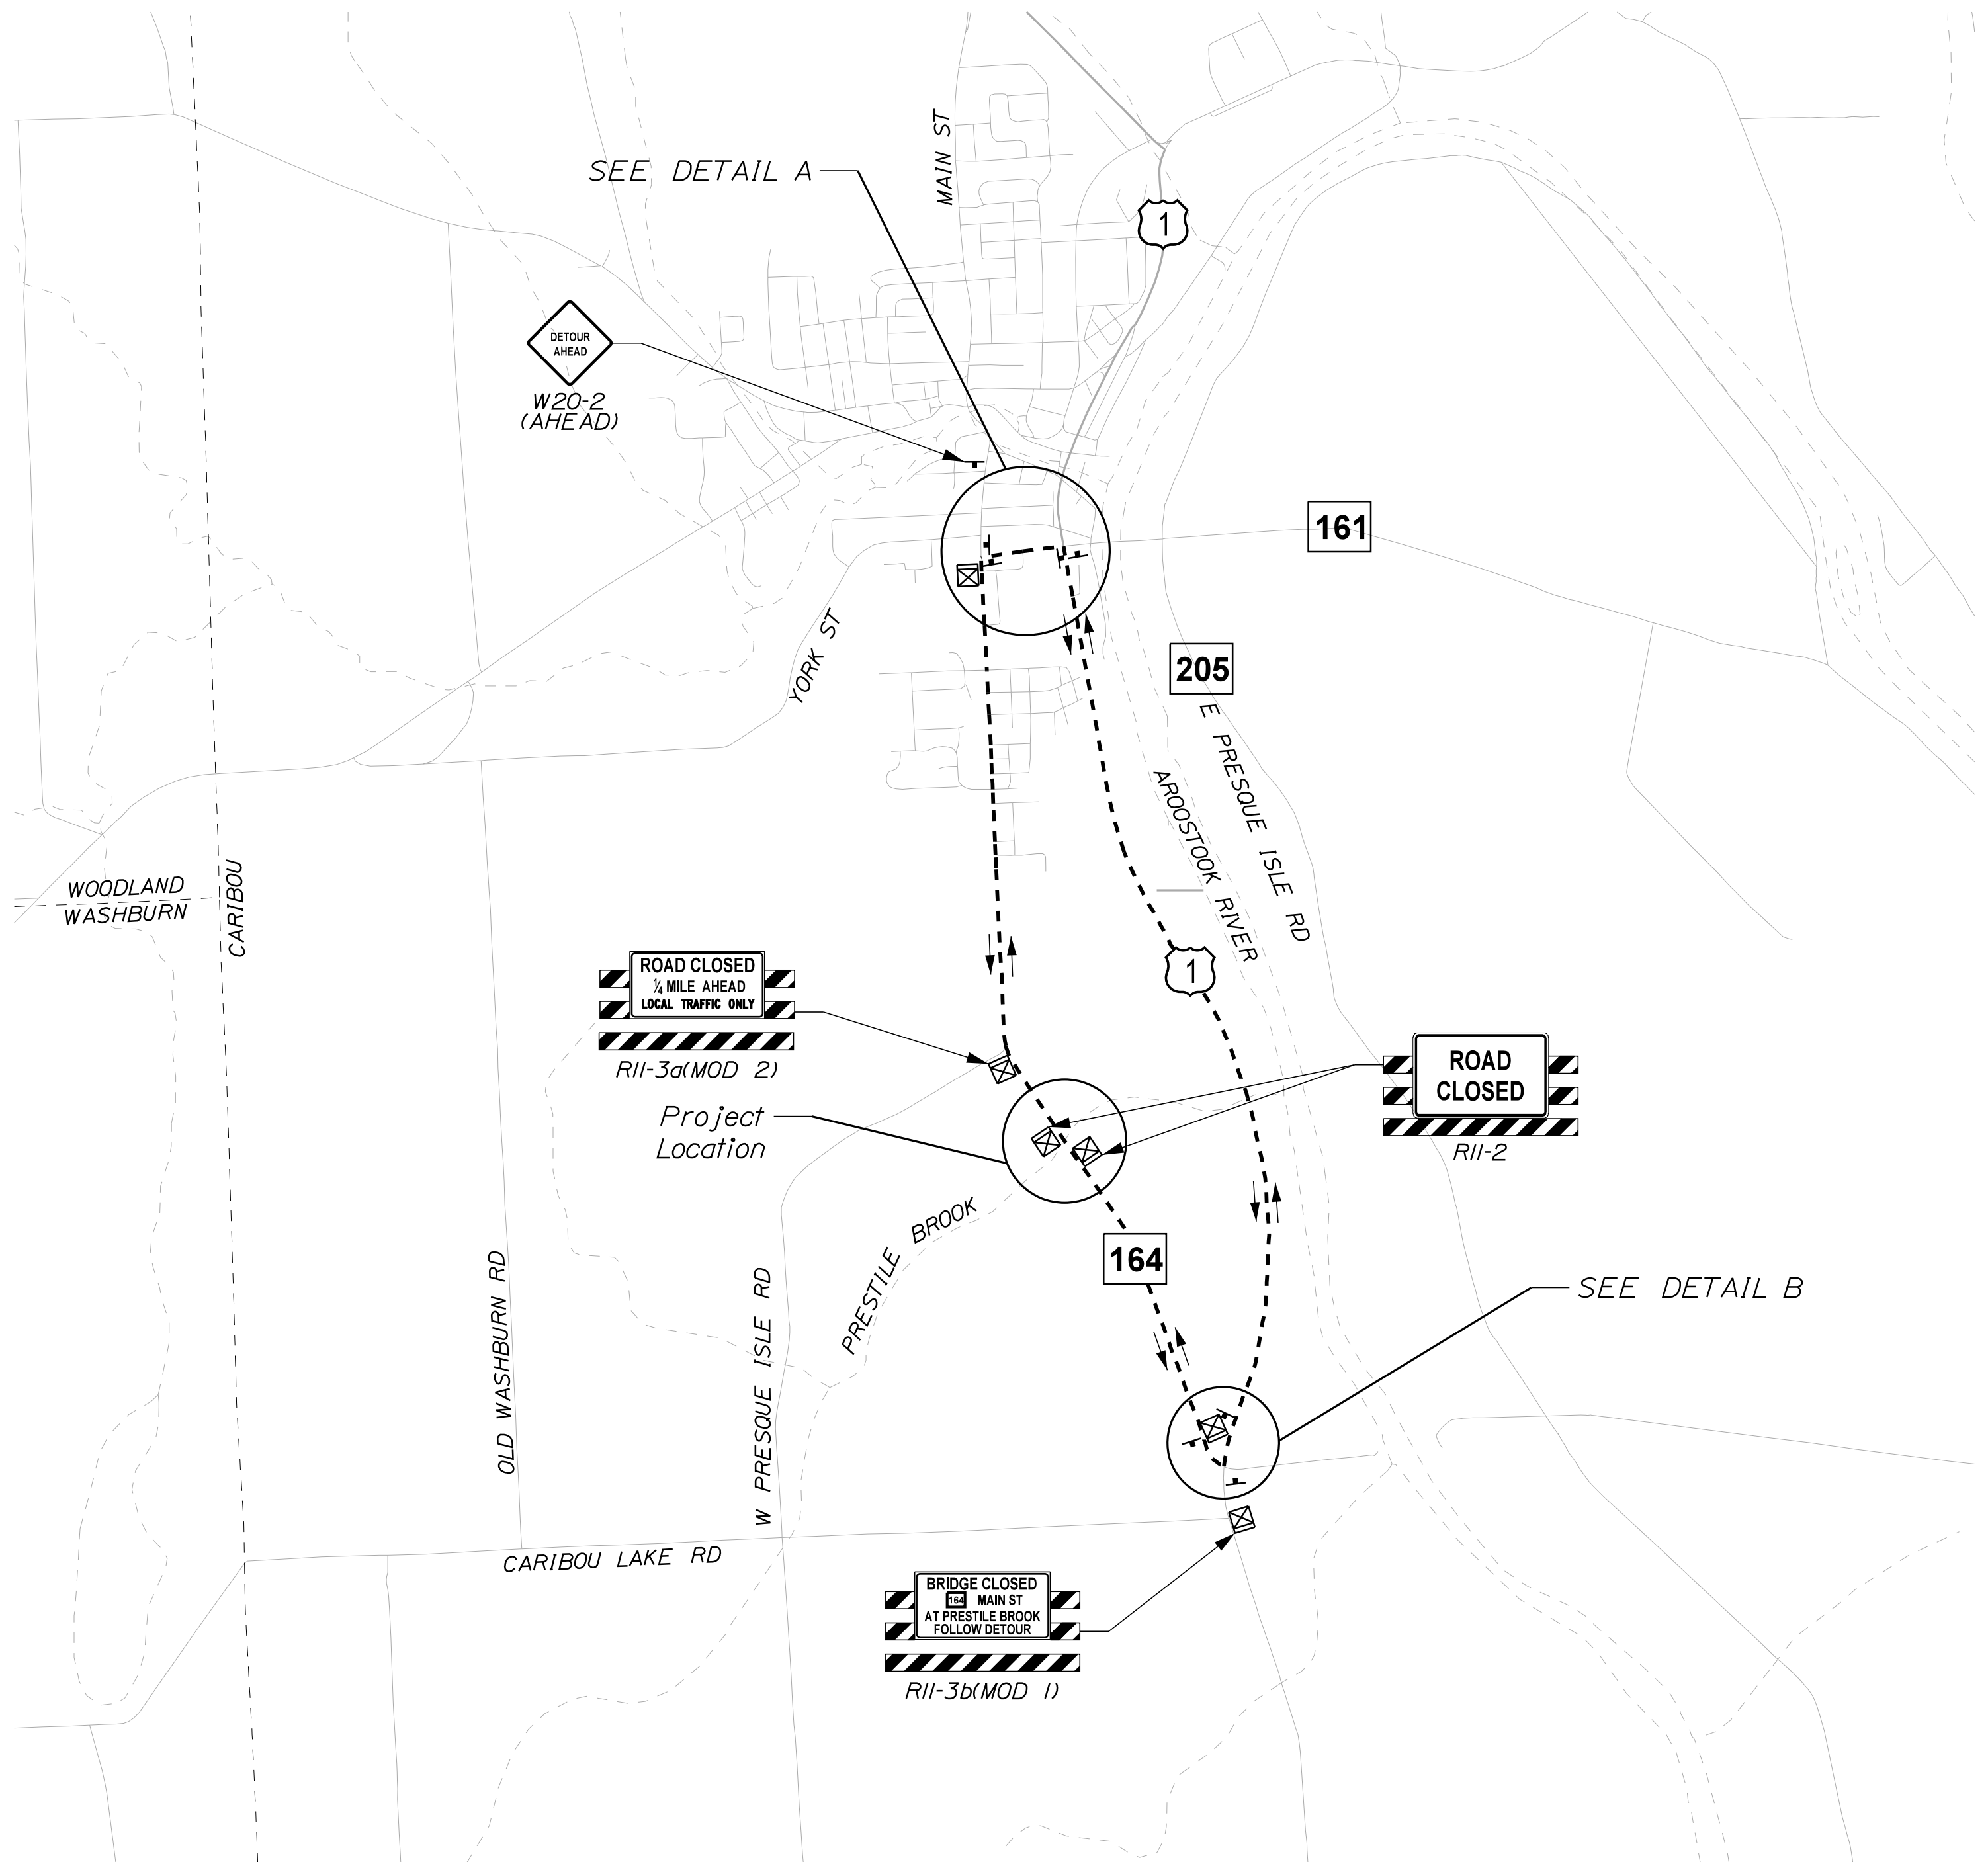 MAIN ST
SEE DETAIL A
1
DETOUR
AHEAD
W20-2
(AHEAD)
161
YORK ST
205
E PRESQUE ISLE RD
AROOSTOOK RIVER
WOODLAND
WASHBURN
CARIBOU
1
ROAD CLOSED
¼ MILE AHEAD
LOCAL TRAFFIC ONLY
R11-3a(MOD 2)
ROAD
CLOSED
R11-2
Project
Location
PRESTILE BROOK
164
OLD WASHBURN RD
W PRESQUE ISLE RD
SEE DETAIL B
CARIBOU LAKE RD
BRIDGE CLOSED
164 MAIN ST
AT PRESTILE BROOK
FOLLOW DETOUR
R11-3b(MOD 1)